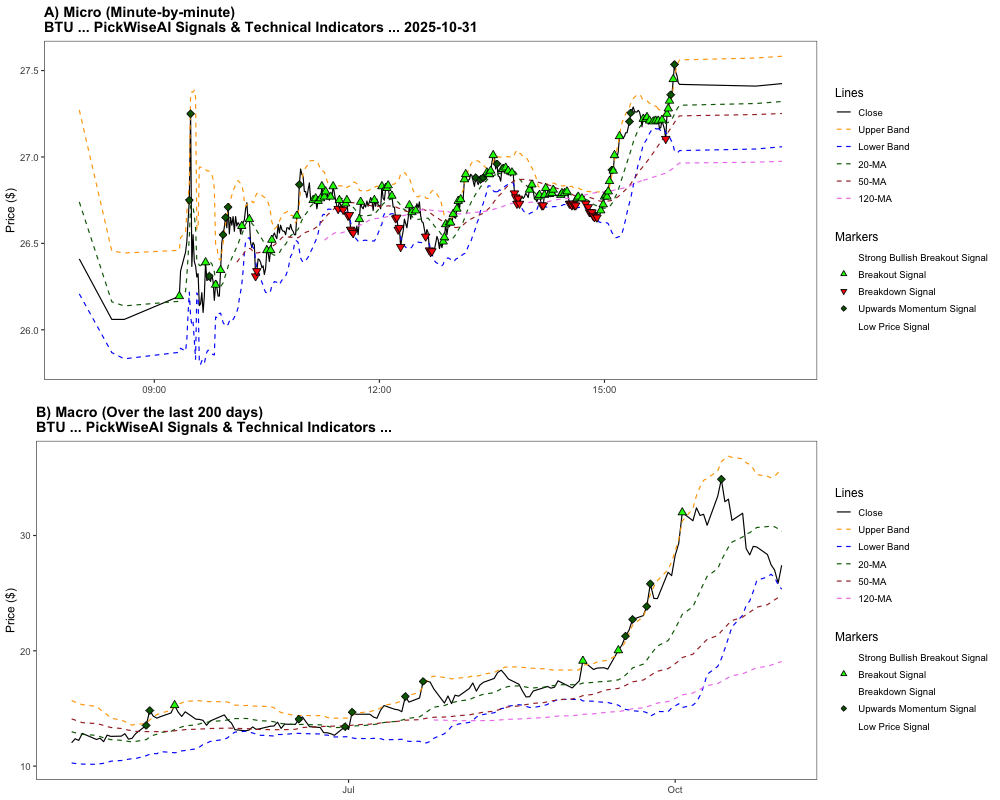 A) Micro (Minute-by-minute)
BTU ... PickWiseAI Signals & Technical Indicators ... 2025-10-31
27.5
27.0
26.5
26.0
Price ($)
09:00
12:00
15:00
Lines
Close
Upper Band
Lower Band
20-MA
50-MA
120-MA
Markers
Strong Bullish Breakout Signal
Breakout Signal
Breakdown Signal
Upwards Momentum Signal
Low Price Signal
B) Macro (Over the last 200 days)
BTU ... PickWiseAI Signals & Technical Indicators ...
30
20
10
Price ($)
Jul
Oct
Lines
Close
Upper Band
Lower Band
20-MA
50-MA
120-MA
Markers
Strong Bullish Breakout Signal
Breakout Signal
Breakdown Signal
Upwards Momentum Signal
Low Price Signal